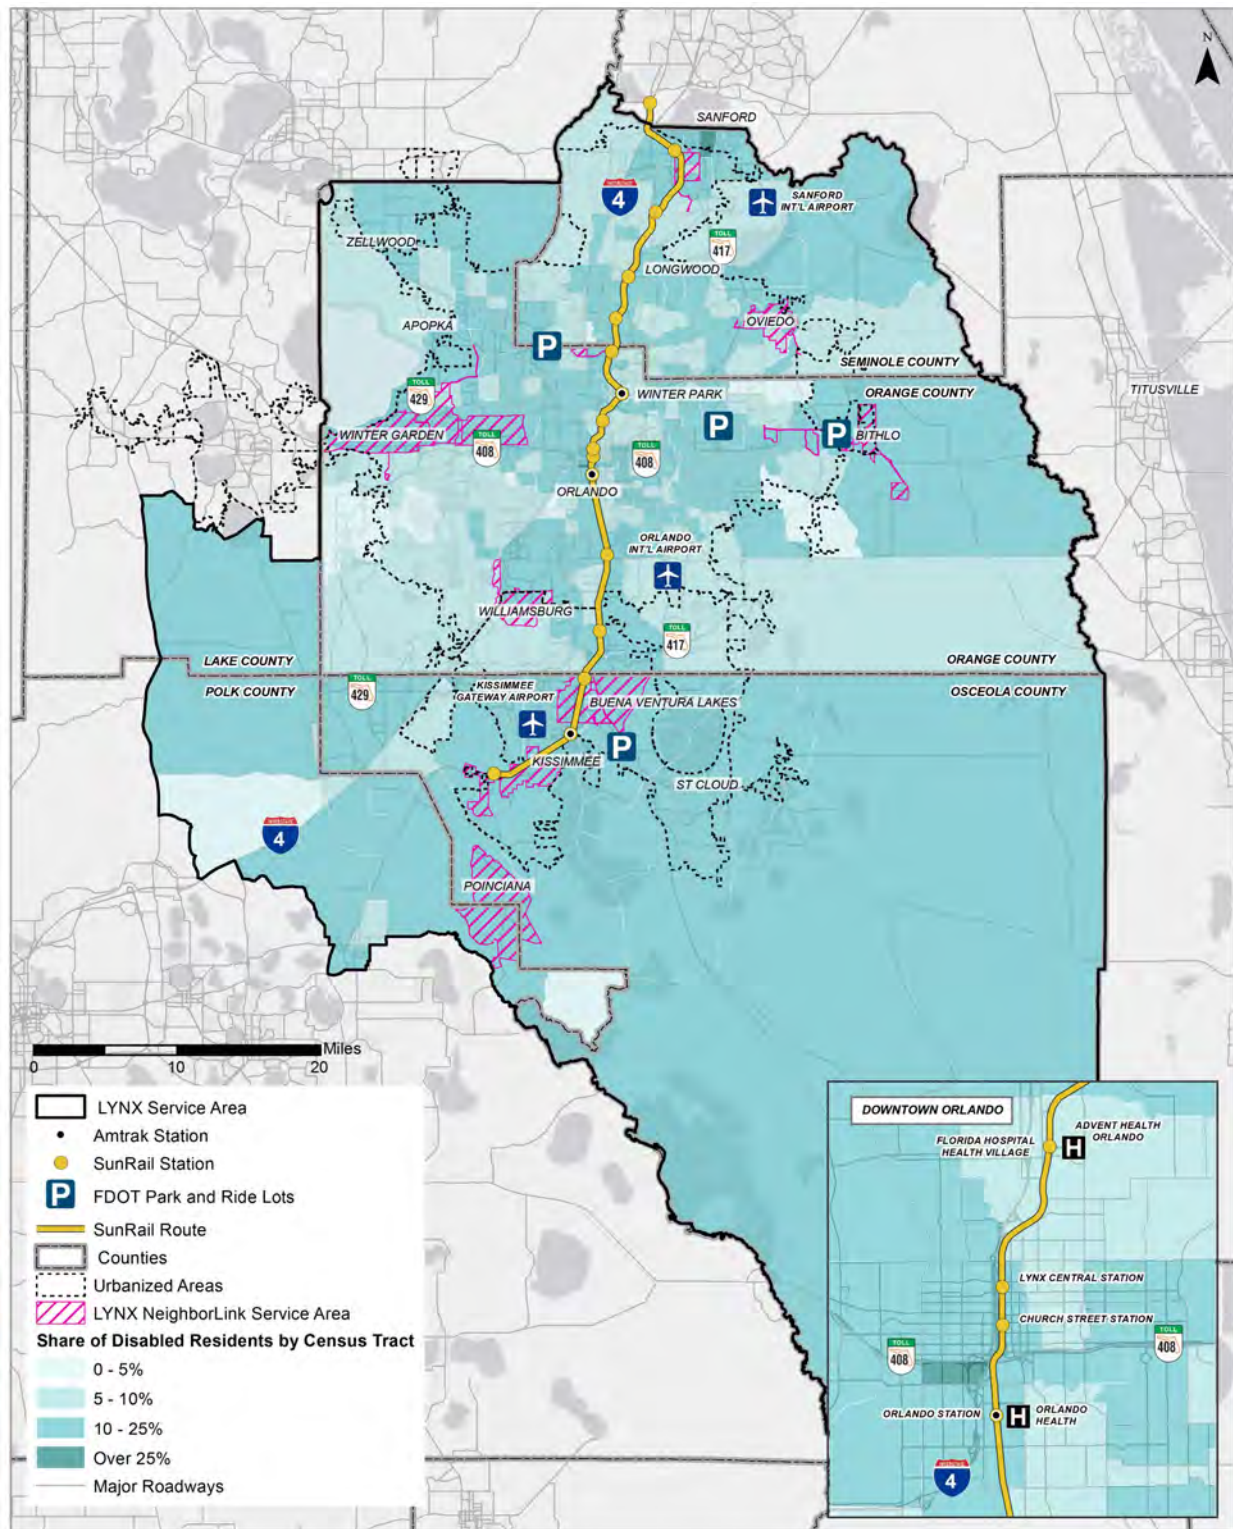 N
SANFORD
4
SANFORD
INT'L AIRPORT
TOLL
417
ZELLWOOD
LONGWOOD
APOPKA
OVIEDO
P
SEMINOLE COUNTY
ORANGE COUNTY
TITUSVILLE
TOLL
429
WINTER PARK
P
P
BITHLO
WINTER GARDEN
TOLL
408
TOLL
408
ORLANDO
ORLANDO
INT'L AIRPORT
WILLIAMSBURG
TOLL
417
LAKE COUNTY
ORANGE COUNTY
POLK COUNTY
OSCEOLA COUNTY
TOLL
429
KISSIMMEE
GATEWAY AIRPORT
BUENA VENTURA LAKES
P
KISSIMMEE
ST CLOUD
4
POINCIANA
Miles
0 10 20
LYNX Service Area
Amtrak Station
SunRail Station
P FDOT Park and Ride Lots
SunRail Route
Counties
Urbanized Areas
LYNX NeighborLink Service Area
Share of Disabled Residents by Census Tract
0 - 5%
5 - 10%
10 - 25%
Over 25%
Major Roadways
DOWNTOWN ORLANDO
FLORIDA HOSPITAL
HEALTH VILLAGE
H
ADVENT HEALTH
ORLANDO
LYNX CENTRAL STATION
CHURCH STREET STATION
TOLL
408
TOLL
408
ORLANDO STATION
H
ORLANDO
HEALTH
4